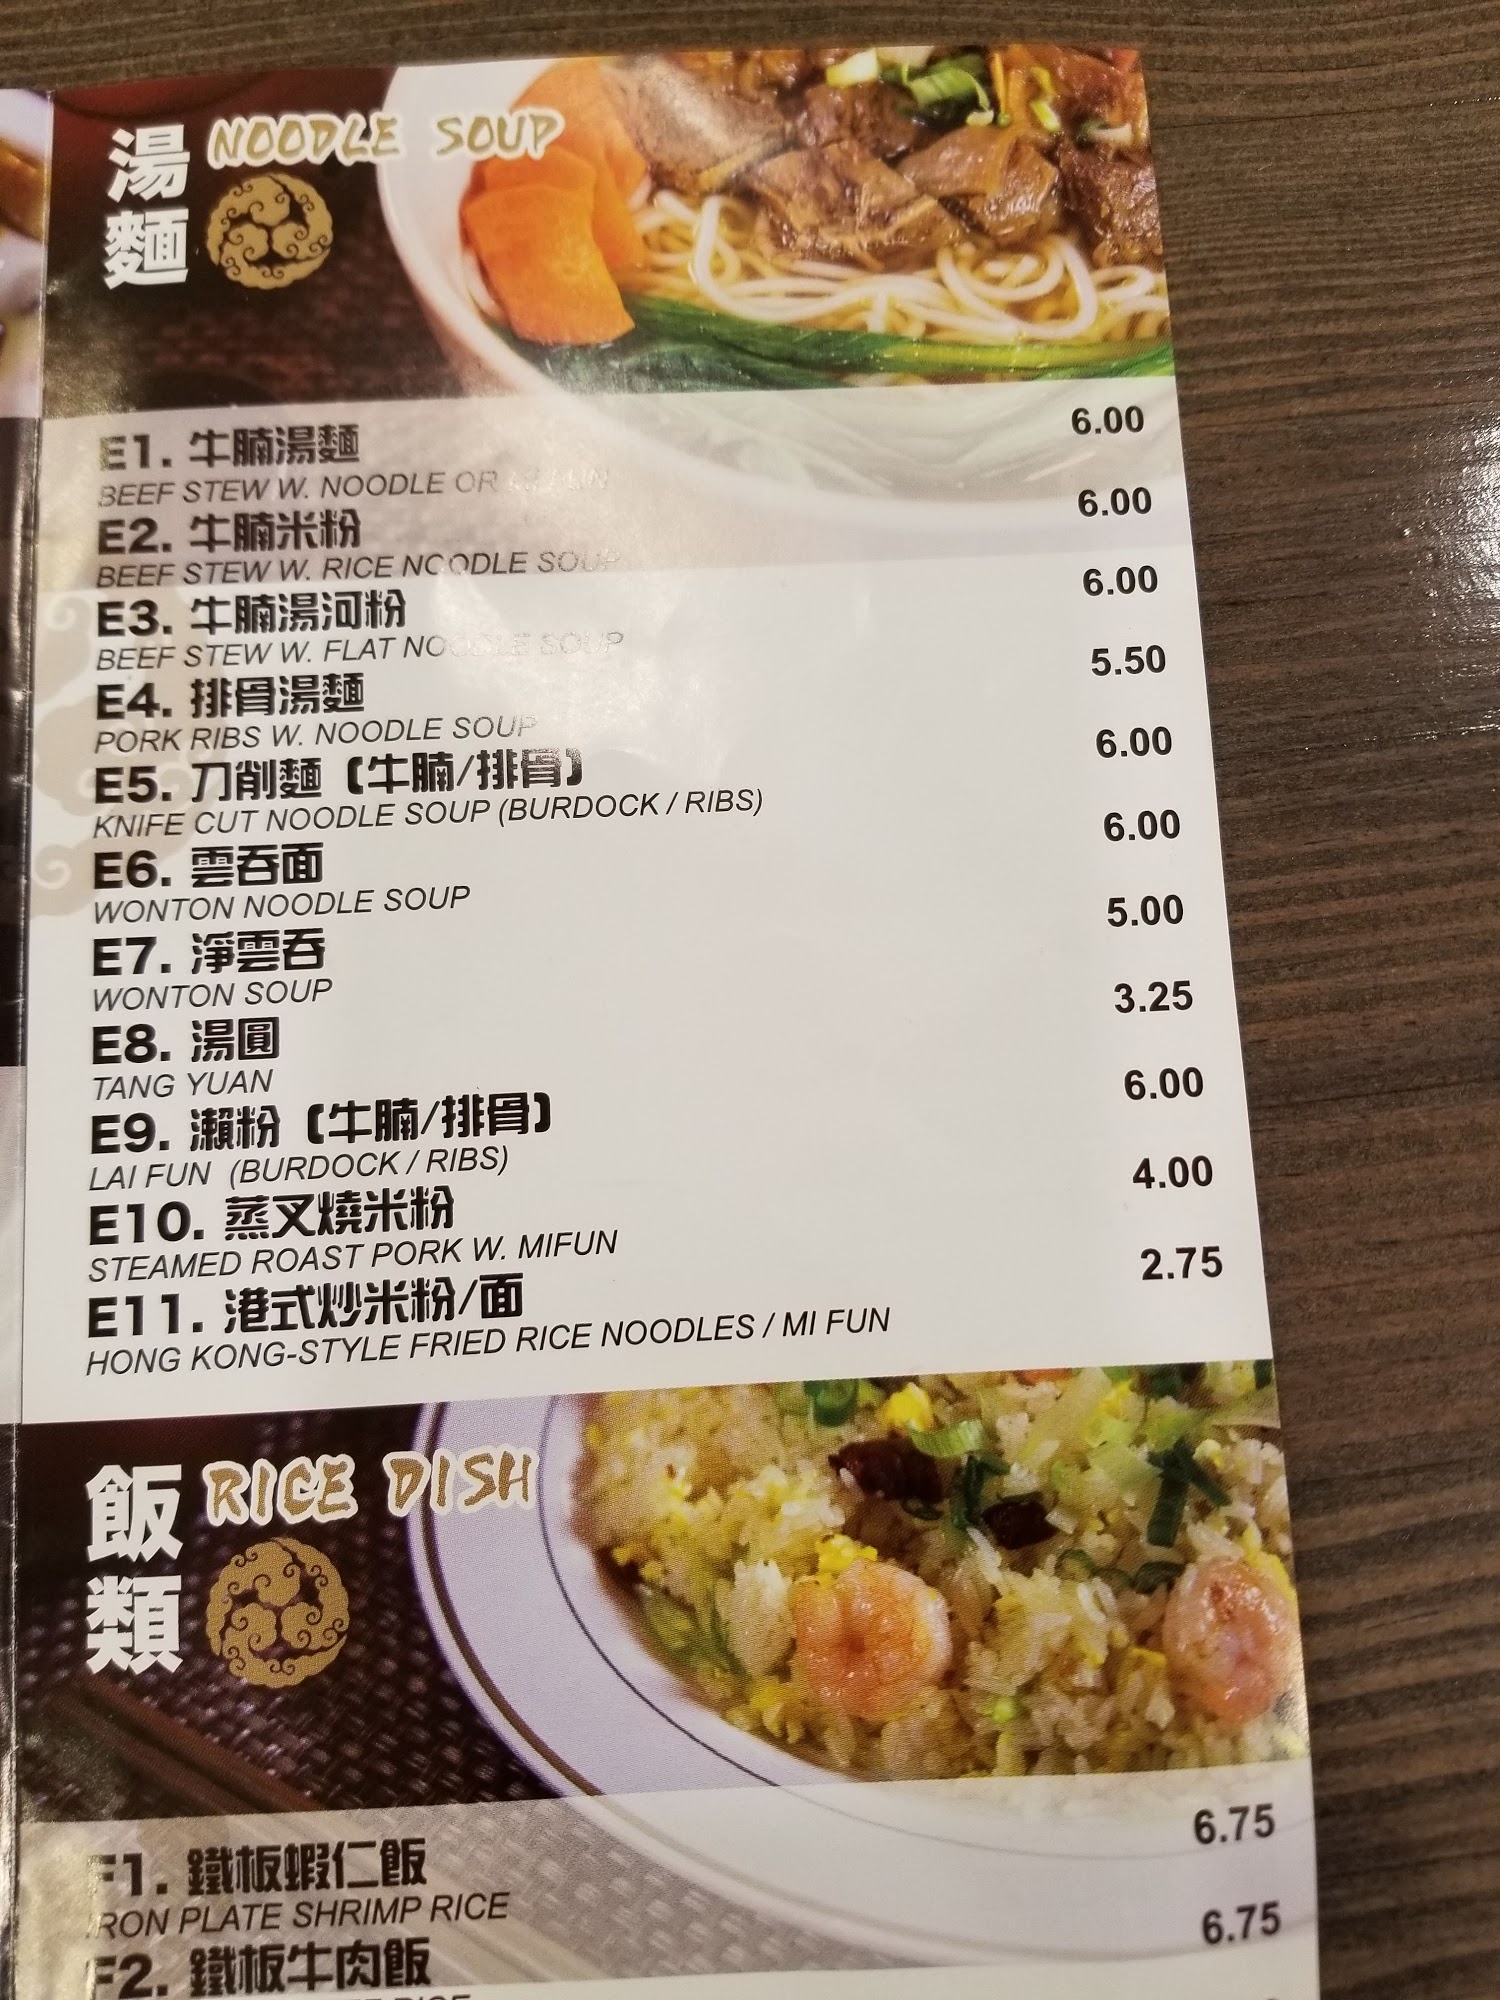 湯麵 NOODLE SOUP
E1. 牛腩湯麵 6.00
BEEF STEW W. NOODLE OR MI FUN
E2. 牛腩米粉 6.00
BEEF STEW W. RICE NOODLE SOUP
E3. 牛腩湯河粉 6.00
BEEF STEW W. FLAT NOODLE SOUP
E4. 排骨湯麵 5.50
PORK RIBS W. NOODLE SOUP
E5. 刀削麵 (牛腩/排骨) 6.00
KNIFE CUT NOODLE SOUP (BURDOCK / RIBS)
E6. 雲吞面 6.00
WONTON NOODLE SOUP
E7. 淨雲吞 5.00
WONTON SOUP
E8. 湯圓 3.25
TANG YUAN
E9. 瀨粉 (牛腩/排骨) 6.00
LAI FUN (BURDOCK / RIBS)
E10. 蒸叉燒米粉 4.00
STEAMED ROAST PORK W. MIFUN
E11. 港式炒米粉/面 2.75
HONG KONG-STYLE FRIED RICE NOODLES / MI FUN
飯類 RICE DISH
F1. 鐵板蝦仁飯 6.75
IRON PLATE SHRIMP RICE
F2. 鐵板牛肉飯 6.75
RICE